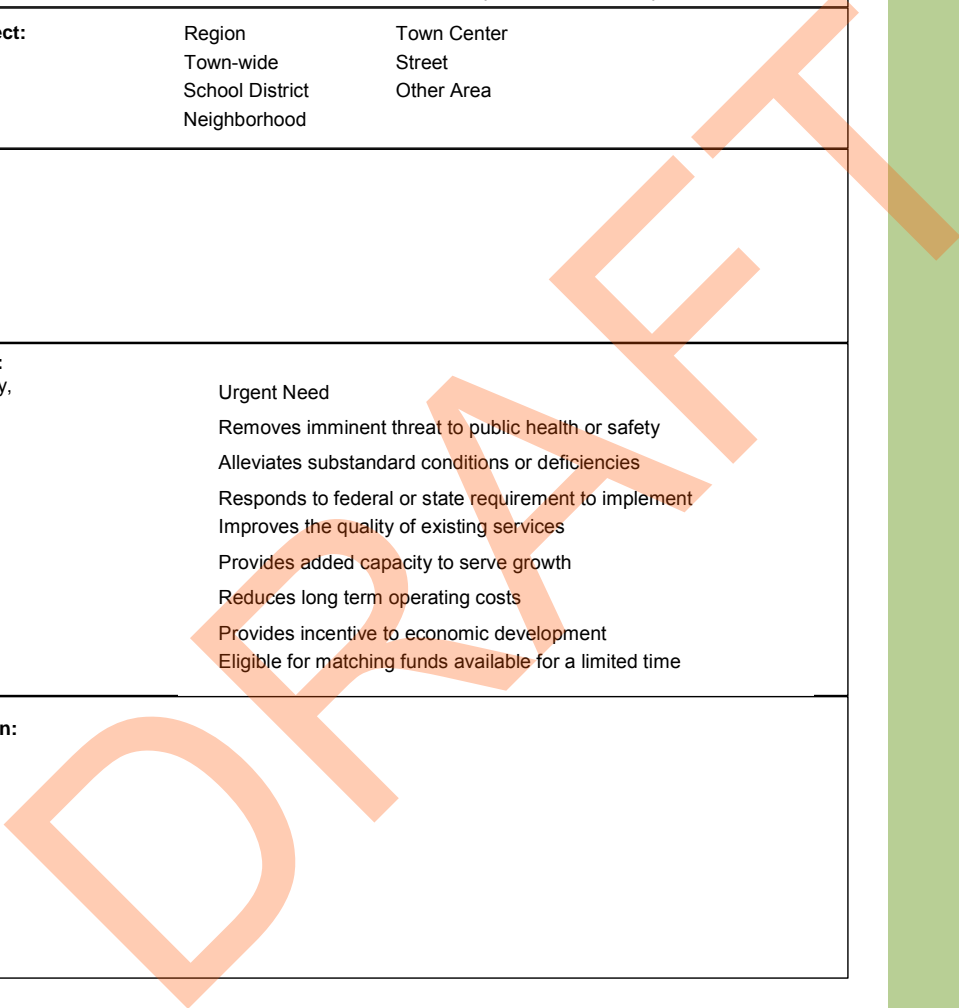 ect:
Region Town Center
Town-wide Street
School District Other Area
Neighborhood
:
y,
Urgent Need
Removes imminent threat to public health or safety
Alleviates substandard conditions or deficiencies
Responds to federal or state requirement to implement
Improves the quality of existing services
Provides added capacity to serve growth
Reduces long term operating costs
Provides incentive to economic development
Eligible for matching funds available for a limited time
n:
DRAFT